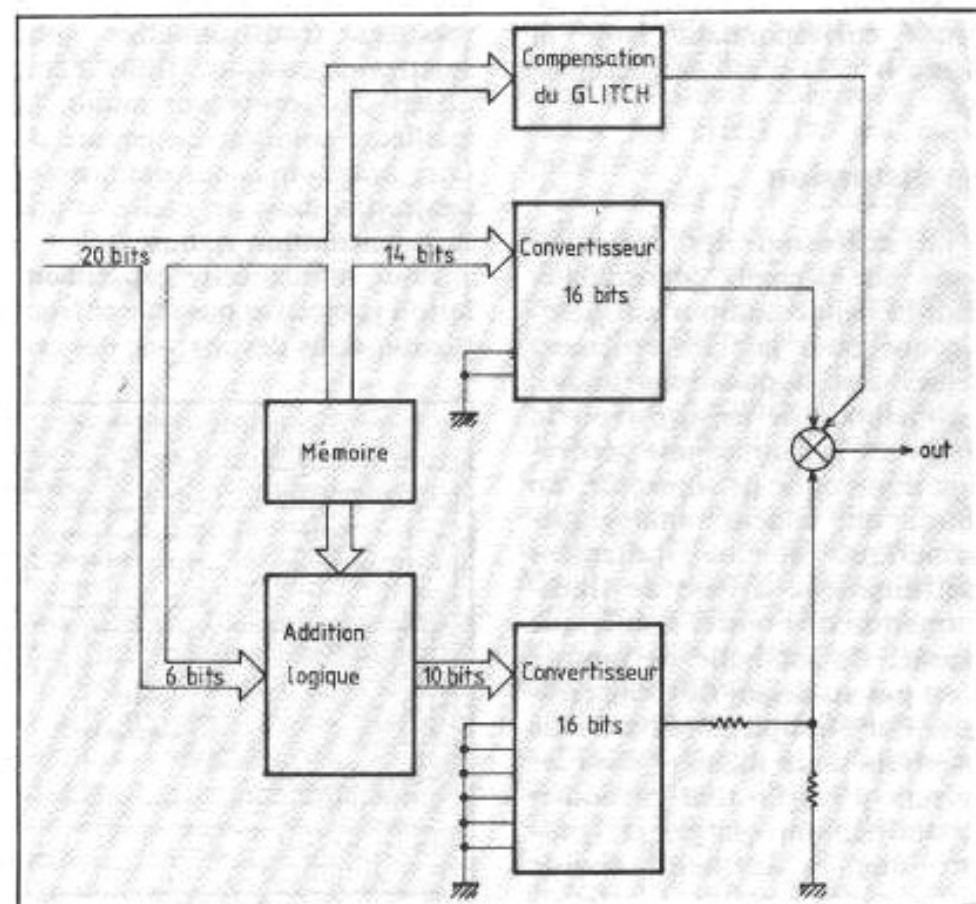 Compensation
du GLITCH
20 bits
14 bits
Convertisseur
16 bits
Mémoire
out
Addition
logique
6 bits
10 bits
Convertisseur
16 bits